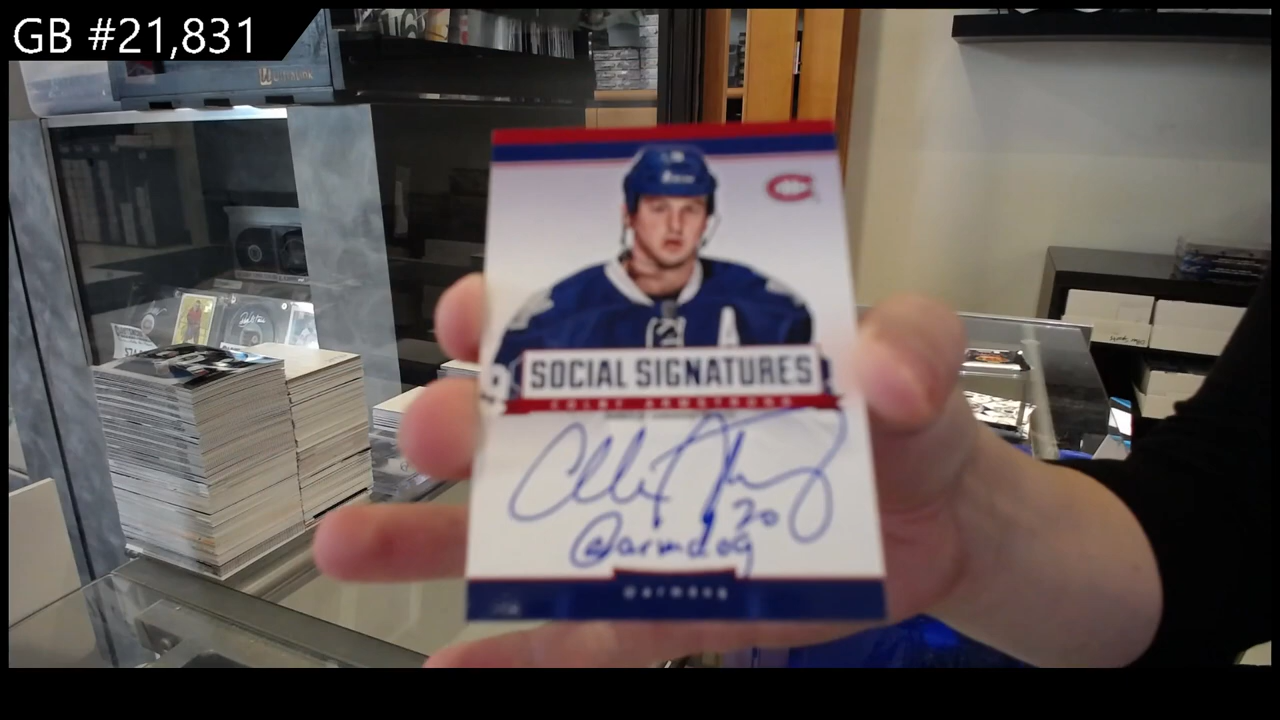 GB #21,831
SOCIAL SIGNATURES
COLBY ARMSTRONG
20
@armdog
@armdog